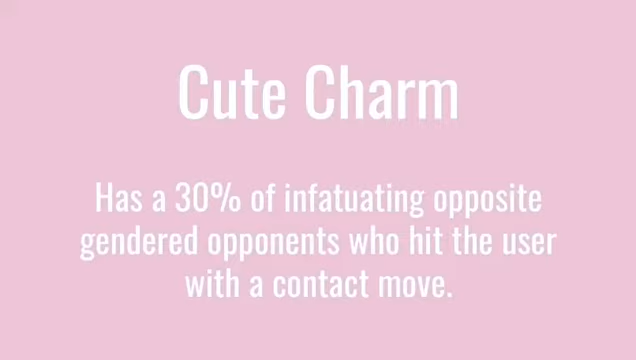 Cute Charm
Has a 30% of infatuating opposite
gendered opponents who hit the user
with a contact move.